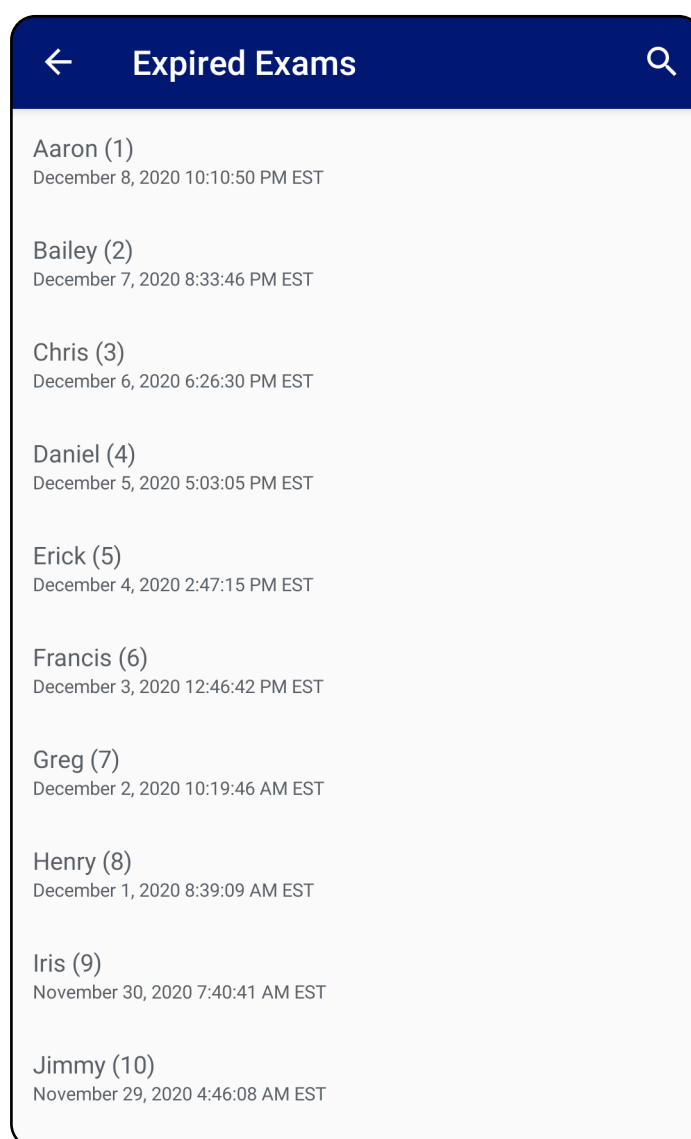 Expired Exams
Aaron (1)
December 8, 2020 10:10:50 PM EST
Bailey (2)
December 7, 2020 8:33:46 PM EST
Chris (3)
December 6, 2020 6:26:30 PM EST
Daniel (4)
December 5, 2020 5:03:05 PM EST
Erick (5)
December 4, 2020 2:47:15 PM EST
Francis (6)
December 3, 2020 12:46:42 PM EST
Greg (7)
December 2, 2020 10:19:46 AM EST
Henry (8)
December 1, 2020 8:39:09 AM EST
Iris (9)
November 30, 2020 7:40:41 AM EST
Jimmy (10)
November 29, 2020 4:46:08 AM EST